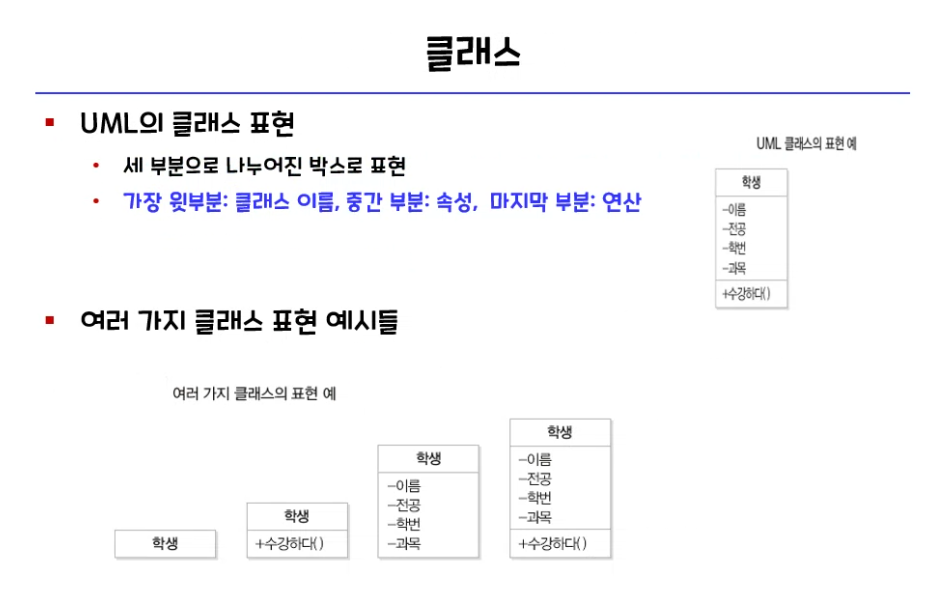 클래스
▪ UML의 클래스 표현
• 세 부분으로 나누어진 박스로 표현
• 가장 윗부분: 클래스 이름, 중간 부분: 속성, 마지막 부분: 연산
UML 클래스의 표현 예
학생
-이름
-전공
-학번
-과목
+수강하다()
▪ 여러 가지 클래스 표현 예시들
여러 가지 클래스의 표현 예
학생
학생
+수강하다()
학생
-이름
-전공
-학번
-과목
학생
-이름
-전공
-학번
-과목
+수강하다()